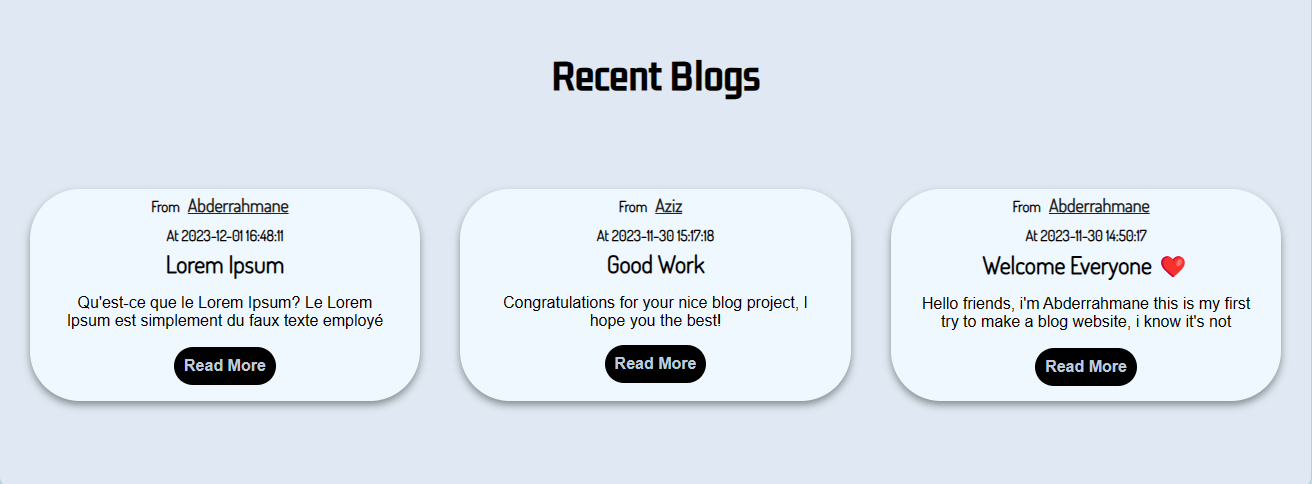 Recent Blogs
From Abderrahmane
At 2023-12-01 16:48:11
Lorem Ipsum
Qu'est-ce que le Lorem Ipsum? Le Lorem
Ipsum est simplement du faux texte employé
Read More
From Aziz
At 2023-11-30 15:17:18
Good Work
Congratulations for your nice blog project, I
hope you the best!
Read More
From Abderrahmane
At 2023-11-30 14:50:17
Welcome Everyone ❤️
Hello friends, i'm Abderrahmane this is my first
try to make a blog website, i know it's not
Read More